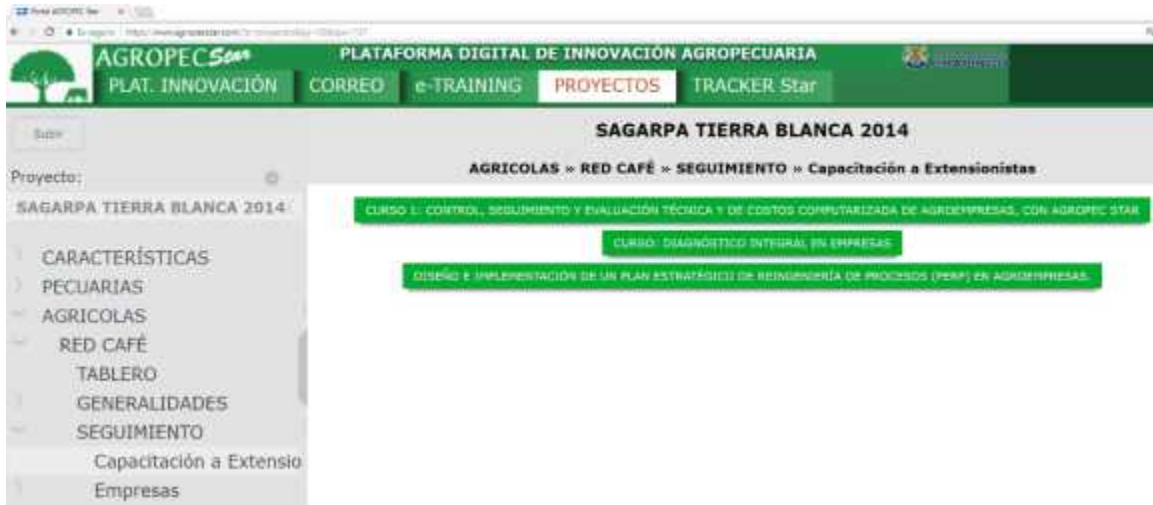 AGROPECStar
PLATAFORMA DIGITAL DE INNOVACIÓN AGROPECUARIA
PLAT. INNOVACIÓN CORREO e-TRAINING PROYECTOS TRACKER Star
Subir
SAGARPA TIERRA BLANCA 2014
AGRICOLAS » RED CAFÉ » SEGUIMIENTO » Capacitación a Extensionistas
Proyecto:
SAGARPA TIERRA BLANCA 2014
CURSO 1: CONTROL, SEGUIMIENTO Y EVALUACIÓN TÉCNICA Y DE COSTOS COMPUTARIZADA DE AGROEMPRESAS, CON AGROPEC STAR
CURSO: DIAGNÓSTICO INTEGRAL EN EMPRESAS
DISEÑO E IMPLEMENTACIÓN DE UN PLAN ESTRATÉGICO DE REINGENIERÍA DE PROCESOS (PERP) EN AGROEMPRESAS.
CARACTERÍSTICAS
PECUARIAS
AGRICOLAS
RED CAFÉ
TABLERO
GENERALIDADES
SEGUIMIENTO
Capacitación a Extensio
Empresas